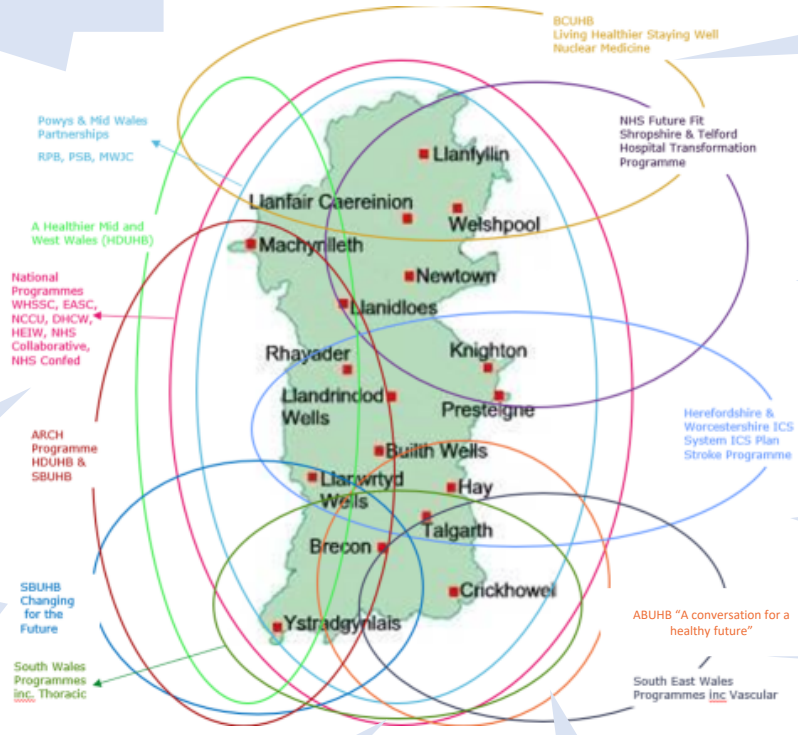 BCUHB
Living Healthier Staying Well
Nuclear Medicine
NHS Future Fit
Shropshire & Telford
Hospital Transformation
Programme
Powys & Mid Wales
Partnerships
RPB, PSB, MWJC
A Healthier Mid and
West Wales (HDUHB)
National
Programmes
WHSSC, EASC,
NCCU, DHCW,
HEIW, NHS
Collaborative,
NHS Confed
ARCH
Programme
HDUHB &
SBUHB
SBUHB
Changing
for the
Future
South Wales
Programmes
inc. Thoracic
Llanfyllin
Llanfair Caereinion
Welshpool
Machynlleth
Newtown
Llanidloes
Rhayader
Knighton
Llandrindod
Wells
Presteigne
Builth Wells
Llanwrtyd
Wells
Hay
Talgarth
Brecon
Crickhowel
Ystradgynlais
Herefordshire &
Worcestershire ICS
System ICS Plan
Stroke Programme
ABUHB “A conversation for a
healthy future”
South East Wales
Programmes inc Vascular